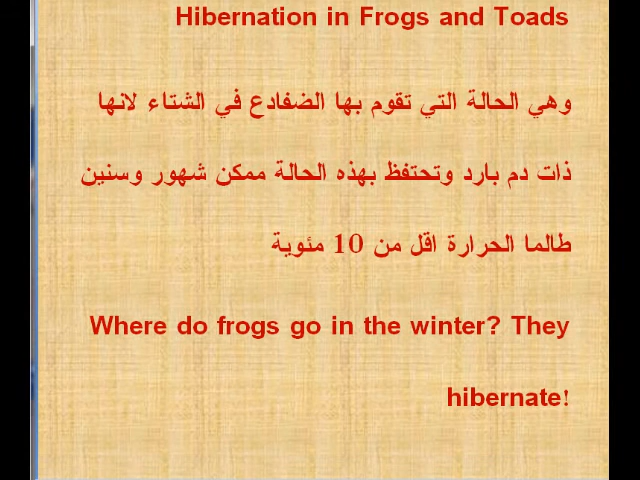 Hibernation in Frogs and Toads
وهي الحالة التي تقوم بها الضفادع في الشتاء لانها
ذات دم بارد وتحتفظ بهذه الحالة ممكن شهور وسنين
طالما الحرارة اقل من 10 مئوية
Where do frogs go in the winter? They
hibernate!